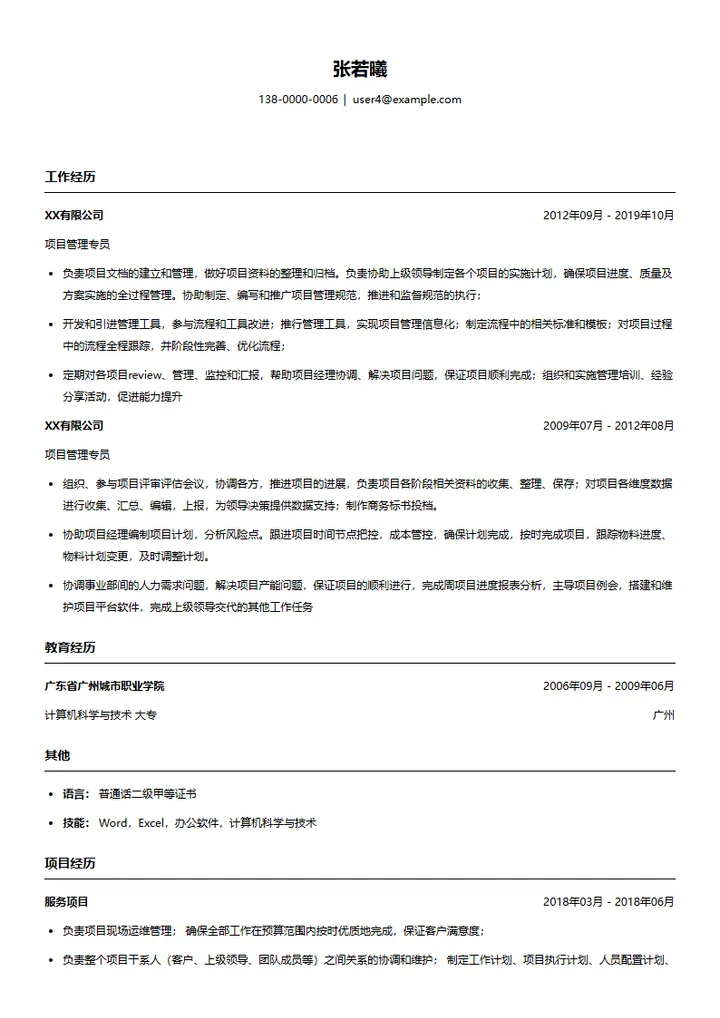 张若曦
138-0000-0006 | user4@example.com
工作经历
XX有限公司 2012年09月 - 2019年10月
项目管理专员
• 负责项目文档的建立和管理，做好项目资料的整理和归档。负责协助上级领导制定各个项目的实施计划，确保项目进度、质量及
方案实施的全过程管理。协助制定、编写和推广项目管理规范，推进和监督规范的执行；
• 开发和引进管理工具，参与流程和工具改进；推行管理工具，实现项目管理信息化；制定流程中的相关标准和模板；对项目过程
中的流程全程跟踪，并阶段性完善、优化流程；
• 定期对各项目review、管理、监控和汇报，帮助项目经理协调、解决项目问题，保证项目顺利完成；组织和实施管理培训、经验
分享活动，促进能力提升
XX有限公司 2009年07月 - 2012年08月
项目管理专员
• 组织、参与项目评审评估会议，协调各方，推进项目的进展，负责项目各阶段相关资料的收集、整理、保存；对项目各维度数据
进行收集、汇总、编辑，上报，为领导决策提供数据支持；制作商务标书投档。
• 协助项目经理编制项目计划，分析风险点。跟进项目时间节点把控，成本管控，确保计划完成，按时完成项目，跟踪物料进度、
物料计划变更，及时调整计划。
• 协调事业部间的人力需求问题，解决项目产能问题，保证项目的顺利进行，完成周项目进度报表分析，主导项目例会，搭建和维
护项目平台软件，完成上级领导交代的其他工作任务
教育经历
广东省广州城市职业学院 2006年09月 - 2009年06月
计算机科学与技术 大专 广州
其他
• 语言： 普通话二级甲等证书
• 技能： Word，Excel，办公软件，计算机科学与技术
项目经历
服务项目 2018年03月 - 2018年06月
• 负责项目现场运维管理； 确保全部工作在预算范围内按时优质地完成，保证客户满意度；
• 负责整个项目干系人（客户、上级领导、团队成员等）之间关系的协调和维护； 制定工作计划、项目执行计划、人员配置计划、